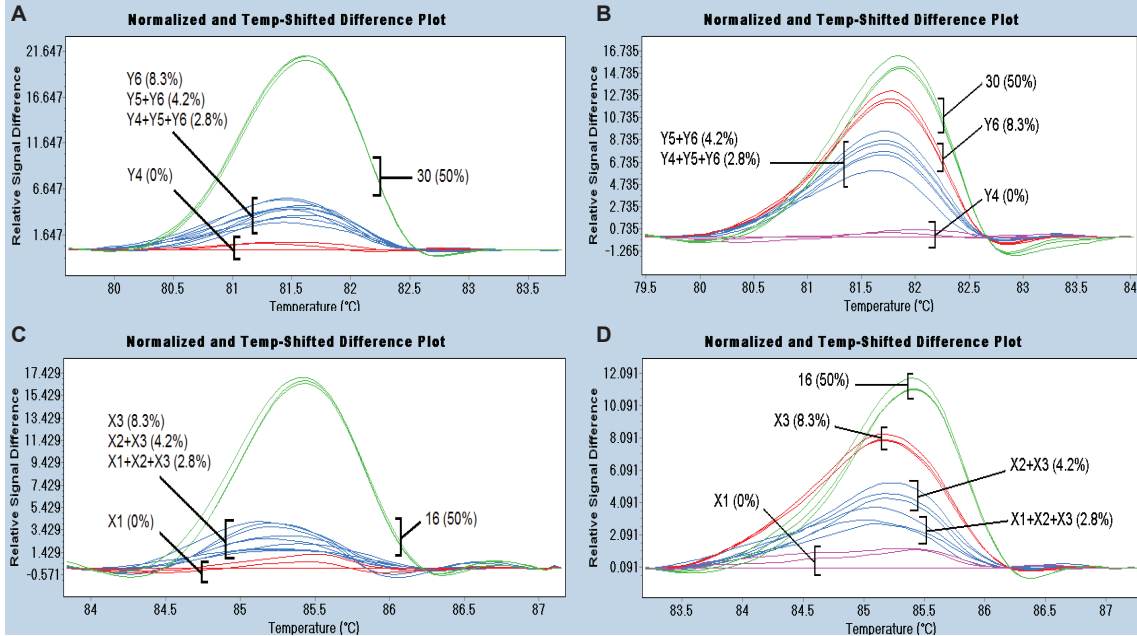 A
Normalized and Temp-Shifted Difference Plot
Relative Signal Difference
21.647
16.647
11.647
6.647
1.647
Y6 (8.3%)
Y5+Y6 (4.2%)
Y4+Y5+Y6 (2.8%)
Y4 (0%)
30 (50%)
80 80.5 81 81.5 82 82.5 83 83.5
Temperature (°C)
B
Normalized and Temp-Shifted Difference Plot
Relative Signal Difference
16.735
14.735
12.735
10.735
8.735
6.735
4.735
2.735
0.735
-1.265
30 (50%)
Y6 (8.3%)
Y5+Y6 (4.2%)
Y4+Y5+Y6 (2.8%)
Y4 (0%)
79.5 80 80.5 81 81.5 82 82.5 83 83.5 84
Temperature (°C)
C
Normalized and Temp-Shifted Difference Plot
Relative Signal Difference
17.429
15.429
13.429
11.429
9.429
7.429
5.429
3.429
1.429
-0.571
X3 (8.3%)
X2+X3 (4.2%)
X1+X2+X3 (2.8%)
X1 (0%)
16 (50%)
84 84.5 85 85.5 86 86.5 87
Temperature (°C)
D
Normalized and Temp-Shifted Difference Plot
Relative Signal Difference
12.091
10.091
8.091
6.091
4.091
2.091
0.091
16 (50%)
X3 (8.3%)
X2+X3 (4.2%)
X1 (0%)
X1+X2+X3 (2.8%)
83.5 84 84.5 85 85.5 86 86.5 87
Temperature (°C)